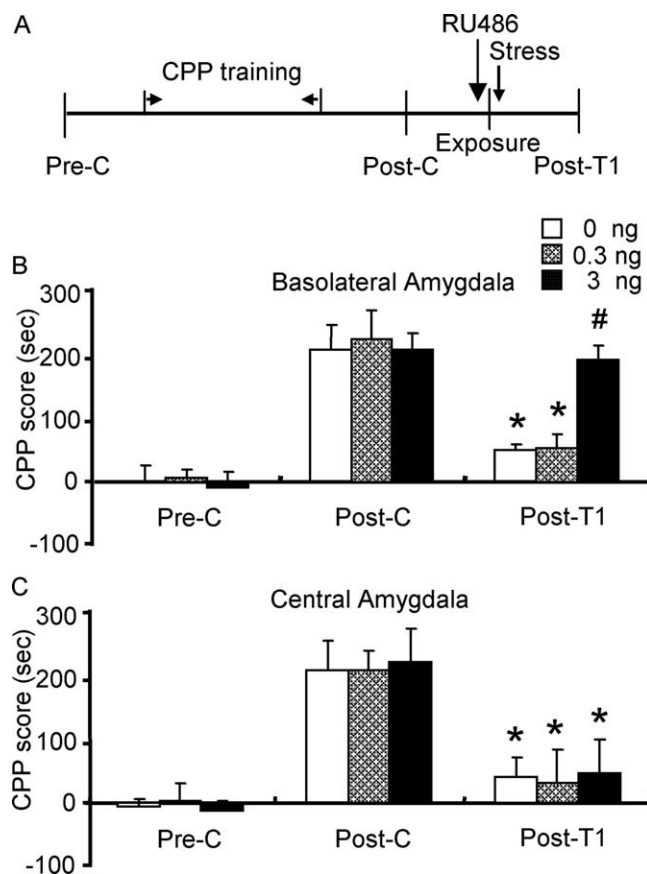 A
RU486
Stress
CPP training
Exposure
Pre-C
Post-C
Post-T1
0 ng
0.3 ng
3 ng
B
Basolateral Amygdala
#
* *
CPP score (sec)
300
200
100
0
-100
Pre-C
Post-C
Post-T1
C
Central Amygdala
* * *
CPP score (sec)
300
200
100
0
-100
Pre-C
Post-C
Post-T1